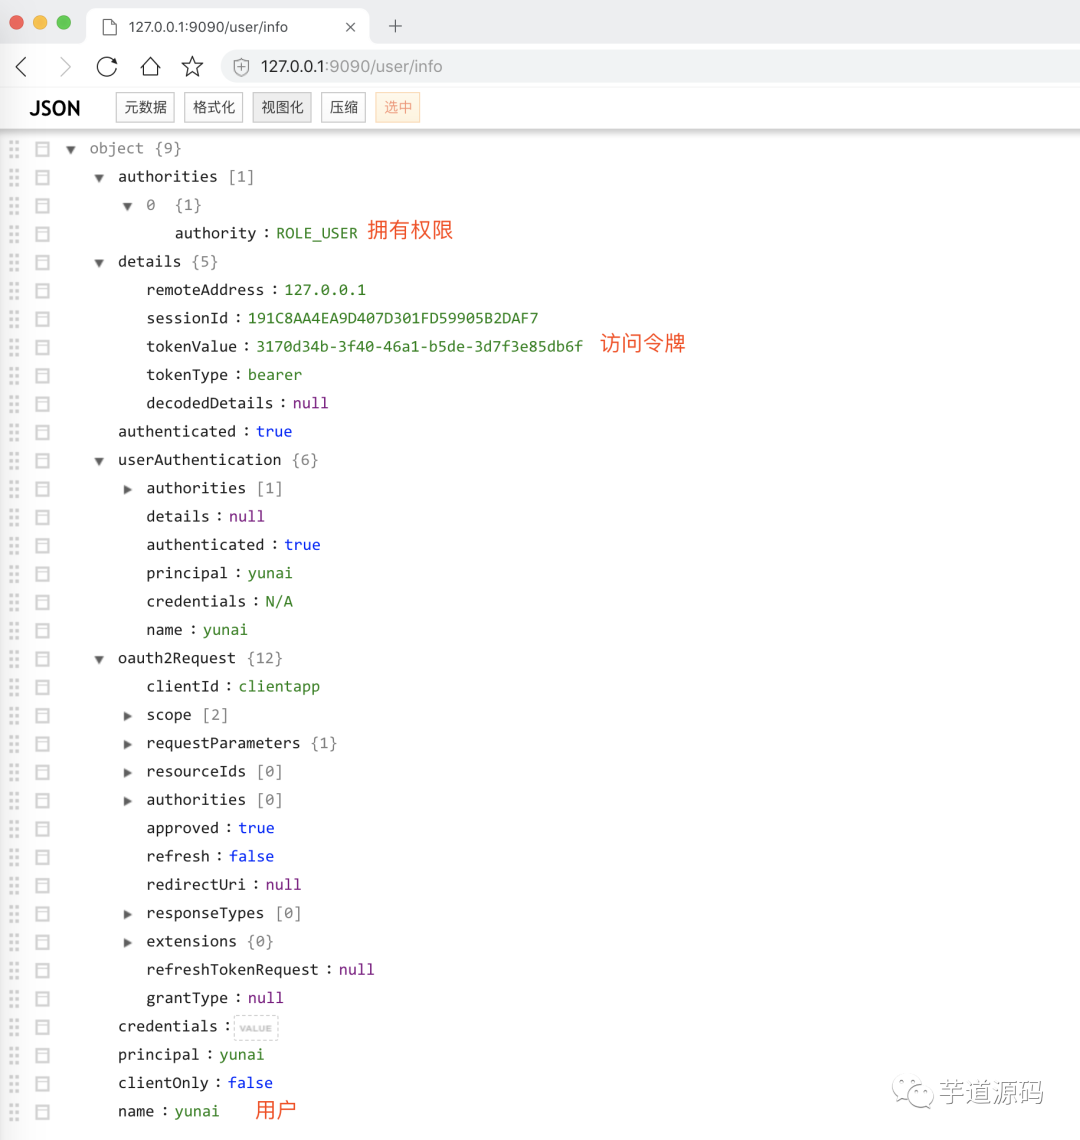 127.0.0.1:9090/user/info
127.0.0.1:9090/user/info
JSON 元数据 格式化 视图化 压缩 选中
object {9}
authorities [1]
0 {1}
authority : ROLE_USER 拥有权限
details {5}
remoteAddress : 127.0.0.1
sessionId : 191C8AA4EA9D407D301FD59905B2DAF7
tokenValue : 3170d34b-3f40-46a1-b5de-3d7f3e85db6f 访问令牌
tokenType : bearer
decodedDetails : null
authenticated : true
userAuthentication {6}
authorities [1]
details : null
authenticated : true
principal : yunai
credentials : N/A
name : yunai
oauth2Request {12}
clientId : clientapp
scope [2]
requestParameters {1}
resourceIds [0]
authorities [0]
approved : true
refresh : false
redirectUri : null
responseTypes [0]
extensions {0}
refreshTokenRequest : null
grantType : null
credentials : VALUE
principal : yunai
clientOnly : false
name : yunai 用户
芋道源码